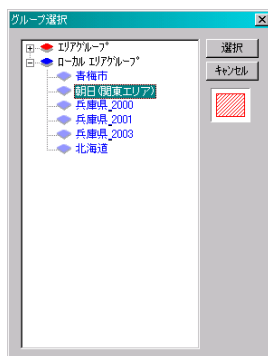 グループ選択
エリアグループ
ローカル エリアグループ
青梅市
朝日(関東エリア)
兵庫県_2000
兵庫県_2001
兵庫県_2003
北海道
選択
キャンセル